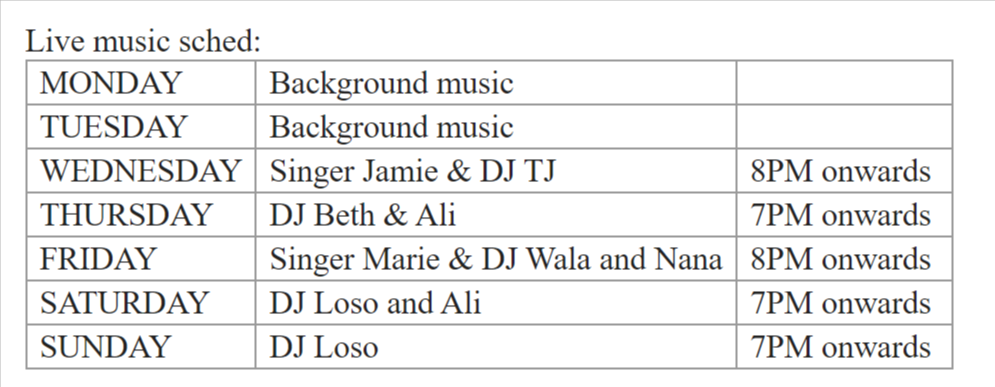 Live music sched:
MONDAY Background music
TUESDAY Background music
WEDNESDAY Singer Jamie & DJ TJ 8PM onwards
THURSDAY DJ Beth & Ali 7PM onwards
FRIDAY Singer Marie & DJ Wala and Nana 8PM onwards
SATURDAY DJ Loso and Ali 7PM onwards
SUNDAY DJ Loso 7PM onwards